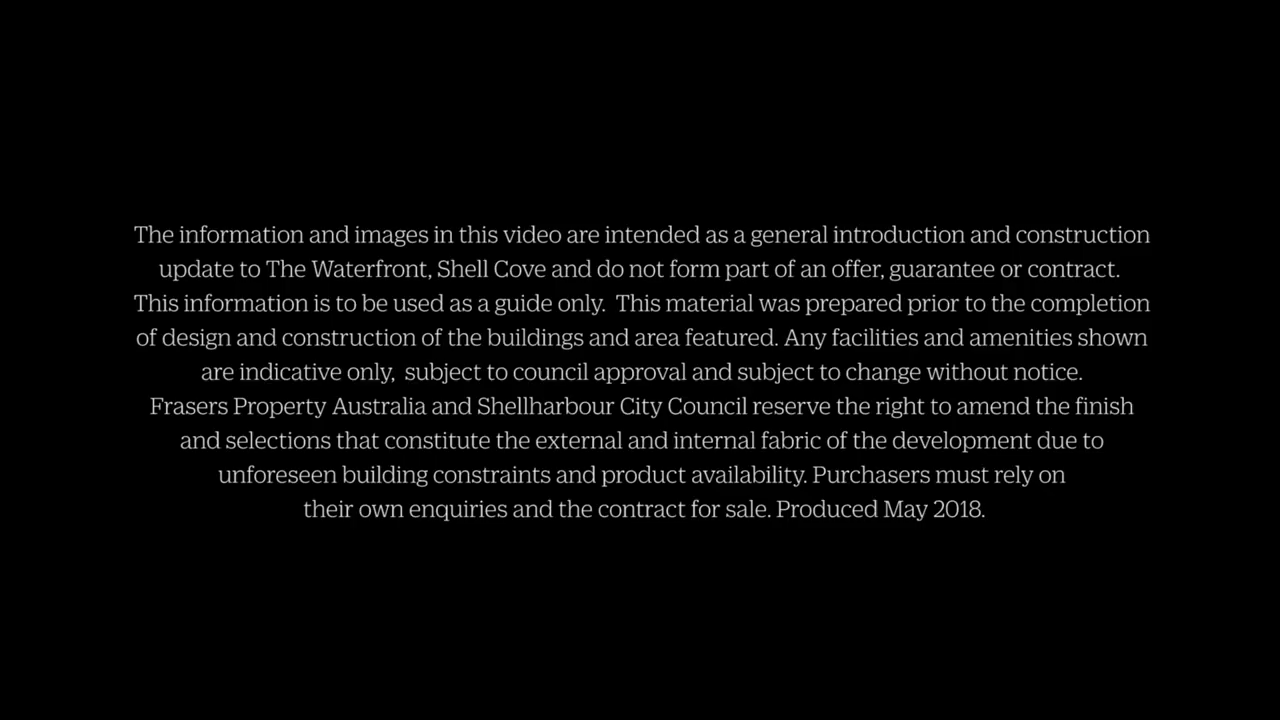 The information and images in this video are intended as a general introduction and construction
update to The Waterfront, Shell Cove and do not form part of an offer, guarantee or contract.
This information is to be used as a guide only.  This material was prepared prior to the completion
of design and construction of the buildings and area featured. Any facilities and amenities shown
are indicative only,  subject to council approval and subject to change without notice.
Frasers Property Australia and Shellharbour City Council reserve the right to amend the finish
and selections that constitute the external and internal fabric of the development due to
unforeseen building constraints and product availability. Purchasers must rely on
their own enquiries and the contract for sale. Produced May 2018.